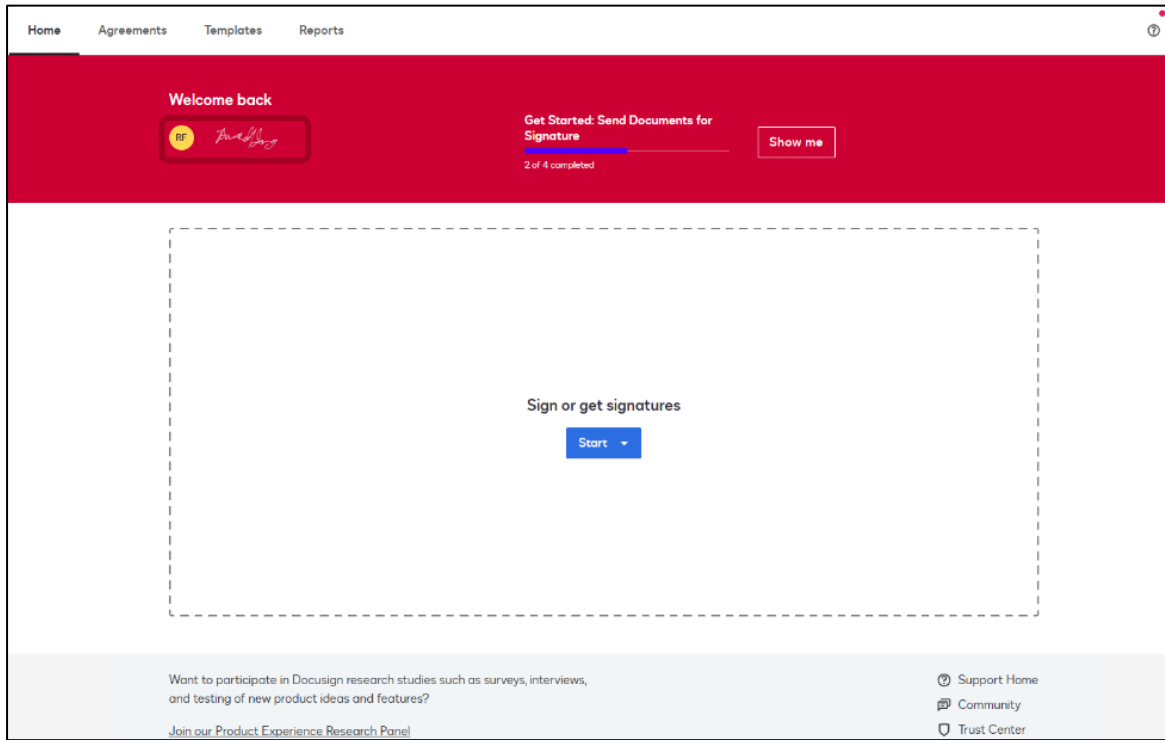 Home Agreements Templates Reports
Welcome back
RF
Get Started: Send Documents for
Signature
2 of 4 completed
Show me
Sign or get signatures
Start
Want to participate in Docusign research studies such as surveys, interviews,
and testing of new product ideas and features?
Join our Product Experience Research Panel
Support Home
Community
Trust Center